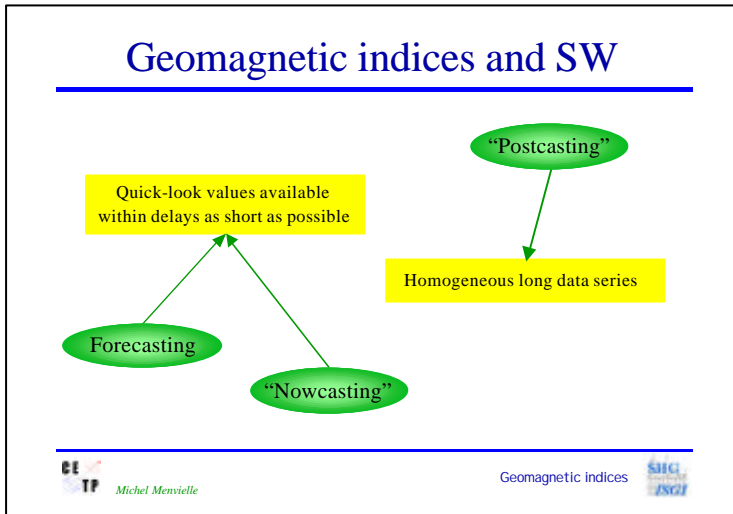 Geomagnetic indices and SW
“Postcasting”
Quick-look values available
within delays as short as possible
Homogeneous long data series
Forecasting
“Nowcasting”
CE
TP
Michel Menvielle
Geomagnetic indices
ISGI